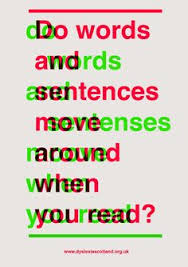 Do words
and
sentences
move
around
when
you read?
www.dyslexiascotland.org.uk